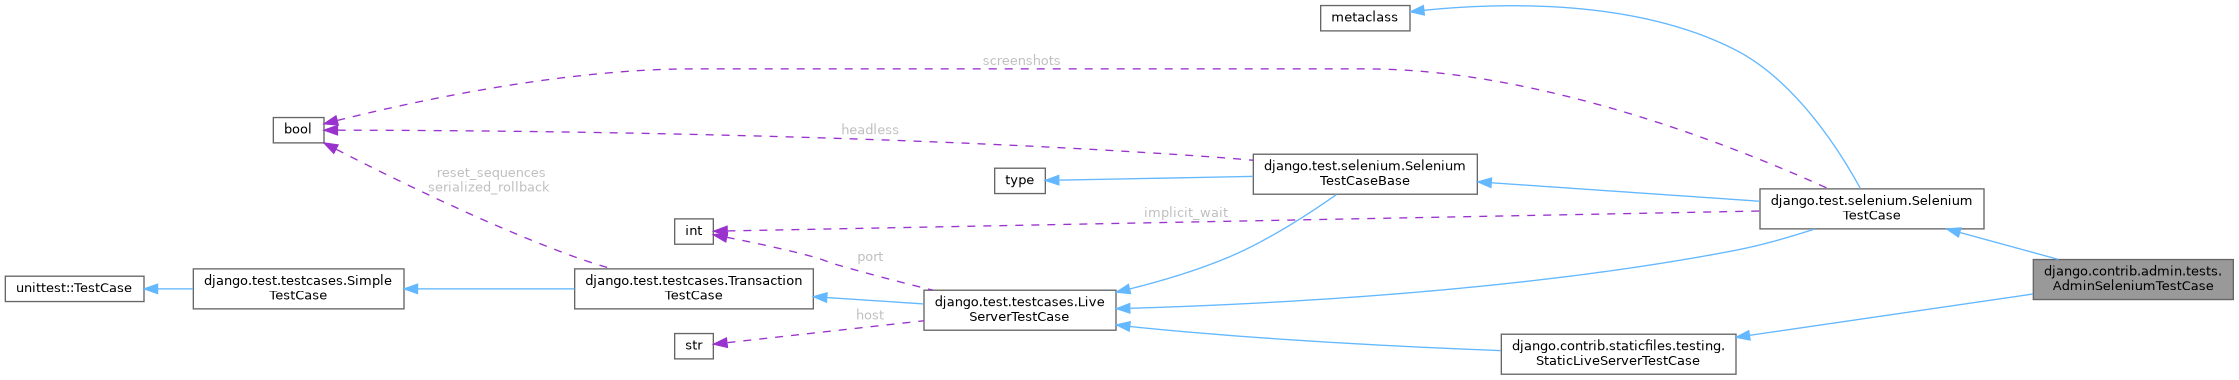 metaclass
screenshots
bool
headless
django.test.selenium.Selenium
TestCaseBase
type
reset_sequences
serialized_rollback
django.test.selenium.Selenium
TestCase
implicit_wait
int
port
django.contrib.admin.tests.
AdminSeleniumTestCase
unittest::TestCase
django.test.testcases.Simple
TestCase
django.test.testcases.Transaction
TestCase
django.test.testcases.Live
ServerTestCase
host
str
django.contrib.staticfiles.testing.
StaticLiveServerTestCase